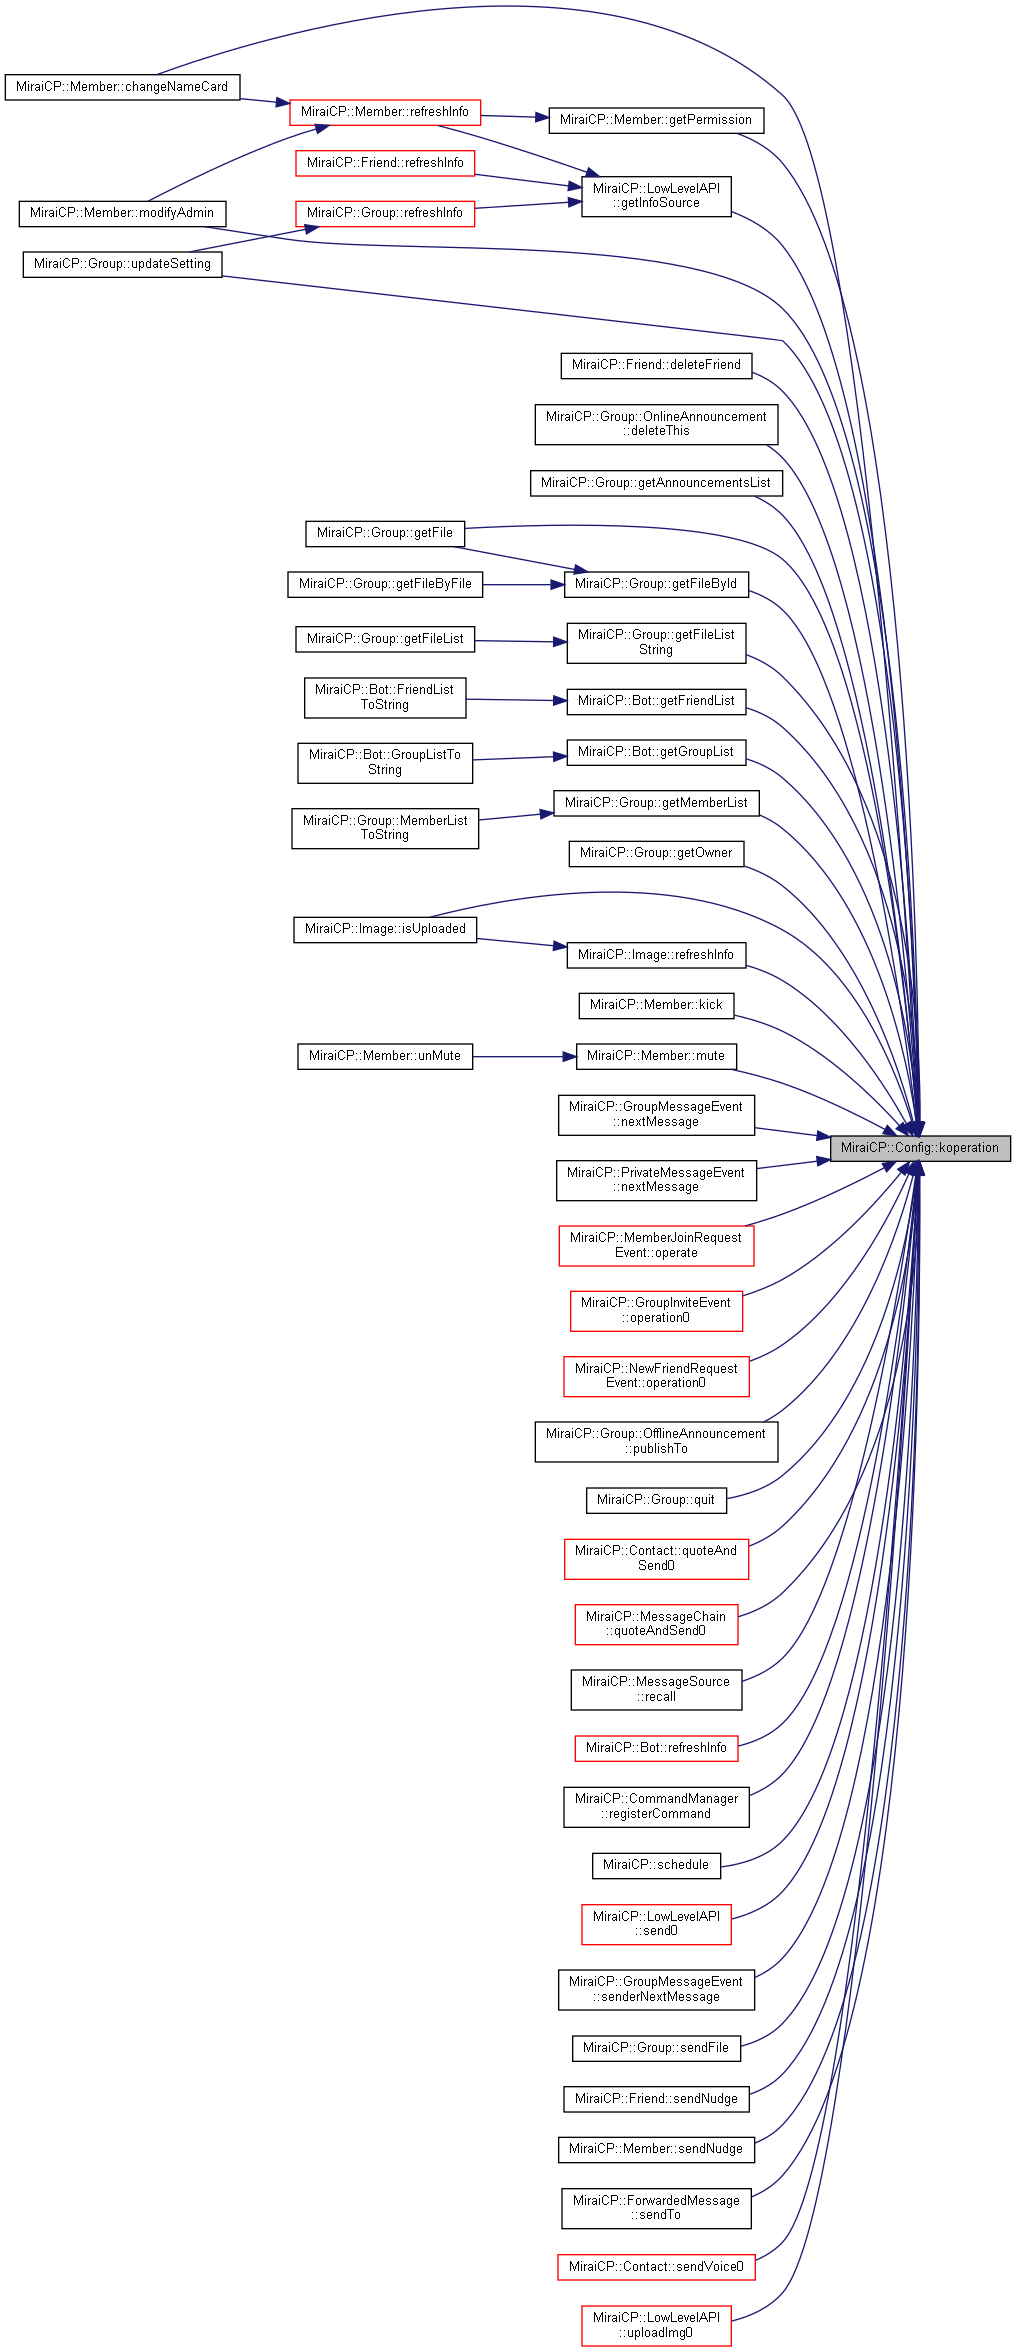 MiraiCP::Member::changeNameCard
MiraiCP::Member::refreshInfo
MiraiCP::Member::getPermission
MiraiCP::Friend::refreshInfo
MiraiCP::LowLevelAPI
::getInfoSource
MiraiCP::Member::modifyAdmin
MiraiCP::Group::refreshInfo
MiraiCP::Group::updateSetting
MiraiCP::Friend::deleteFriend
MiraiCP::Group::OnlineAnnouncement
::deleteThis
MiraiCP::Group::getAnnouncementsList
MiraiCP::Group::getFile
MiraiCP::Group::getFileByFile
MiraiCP::Group::getFileById
MiraiCP::Group::getFileList
MiraiCP::Group::getFileList
String
MiraiCP::Bot::FriendList
ToString
MiraiCP::Bot::getFriendList
MiraiCP::Bot::GroupListTo
String
MiraiCP::Bot::getGroupList
MiraiCP::Group::MemberList
ToString
MiraiCP::Group::getMemberList
MiraiCP::Group::getOwner
MiraiCP::Image::isUploaded
MiraiCP::Image::refreshInfo
MiraiCP::Member::kick
MiraiCP::Member::unMute
MiraiCP::Member::mute
MiraiCP::GroupMessageEvent
::nextMessage
MiraiCP::Config::koperation
MiraiCP::PrivateMessageEvent
::nextMessage
MiraiCP::MemberJoinRequest
Event::operate
MiraiCP::GroupInviteEvent
::operation0
MiraiCP::NewFriendRequest
Event::operation0
MiraiCP::Group::OfflineAnnouncement
::publishTo
MiraiCP::Group::quit
MiraiCP::Contact::quoteAnd
Send0
MiraiCP::MessageChain
::quoteAndSend0
MiraiCP::MessageSource
::recall
MiraiCP::Bot::refreshInfo
MiraiCP::CommandManager
::registerCommand
MiraiCP::schedule
MiraiCP::LowLevelAPI
::send0
MiraiCP::GroupMessageEvent
::senderNextMessage
MiraiCP::Group::sendFile
MiraiCP::Friend::sendNudge
MiraiCP::Member::sendNudge
MiraiCP::ForwardedMessage
::sendTo
MiraiCP::Contact::sendVoice0
MiraiCP::LowLevelAPI
::uploadImg0